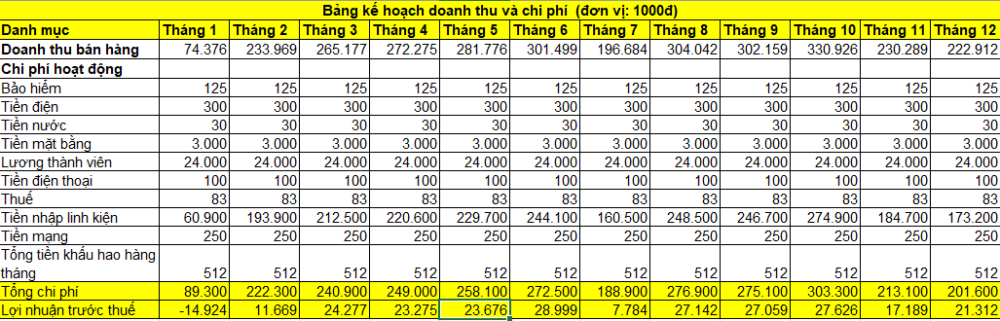 Bảng kế hoạch doanh thu và chi phí (đơn vị: 1000đ)
Danh mục Tháng 1 Tháng 2 Tháng 3 Tháng 4 Tháng 5 Tháng 6 Tháng 7 Tháng 8 Tháng 9 Tháng 10 Tháng 11 Tháng 12
Doanh thu bán hàng 74.376 233.969 265.177 272.275 281.776 301.499 196.684 304.042 302.159 330.926 230.289 222.912
Chi phí hoạt động
Bảo hiểm 125 125 125 125 125 125 125 125 125 125 125 125
Tiền điện 300 300 300 300 300 300 300 300 300 300 300 300
Tiền nước 30 30 30 30 30 30 30 30 30 30 30 30
Tiền mặt bằng 3.000 3.000 3.000 3.000 3.000 3.000 3.000 3.000 3.000 3.000 3.000 3.000
Lương thành viên 24.000 24.000 24.000 24.000 24.000 24.000 24.000 24.000 24.000 24.000 24.000 24.000
Tiền điện thoại 100 100 100 100 100 100 100 100 100 100 100 100
Thuế 83 83 83 83 83 83 83 83 83 83 83 83
Tiền nhập linh kiện 60.900 193.900 212.500 220.600 229.700 244.100 160.500 248.500 246.700 274.900 184.700 173.200
Tiền mạng 250 250 250 250 250 250 250 250 250 250 250 250
Tổng tiền khấu hao hàng
tháng 512 512 512 512 512 512 512 512 512 512 512 512
Tổng chi phí 89.300 222.300 240.900 249.000 258.100 272.500 188.900 276.900 275.100 303.300 213.100 201.600
Lợi nhuận trước thuế -14.924 11.669 24.277 23.275 23.676 28.999 7.784 27.142 27.059 27.626 17.189 21.312